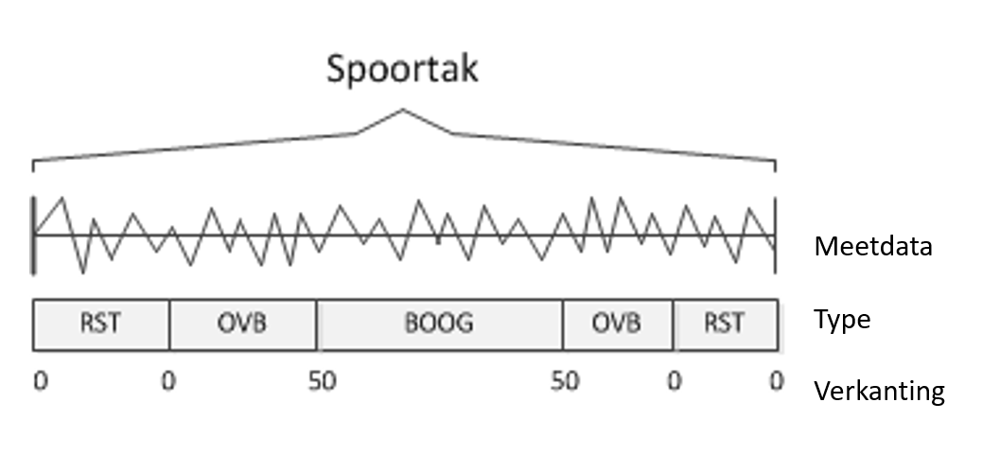 Spoortak
Meetdata
RST OVB BOOG OVB RST Type
0 0 50 50 0 0 Verkanting